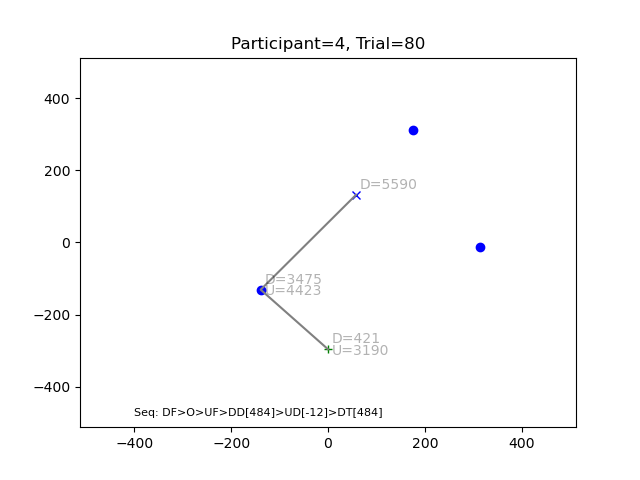 Participant=4, Trial=80
400
200
0
−200
−400
D=5590
D=3475
U=4423
D=421
U=3190
Seq: DF>O>UF>DD[484]>UD[-12]>DT[484]
−400
−200
0
200
400